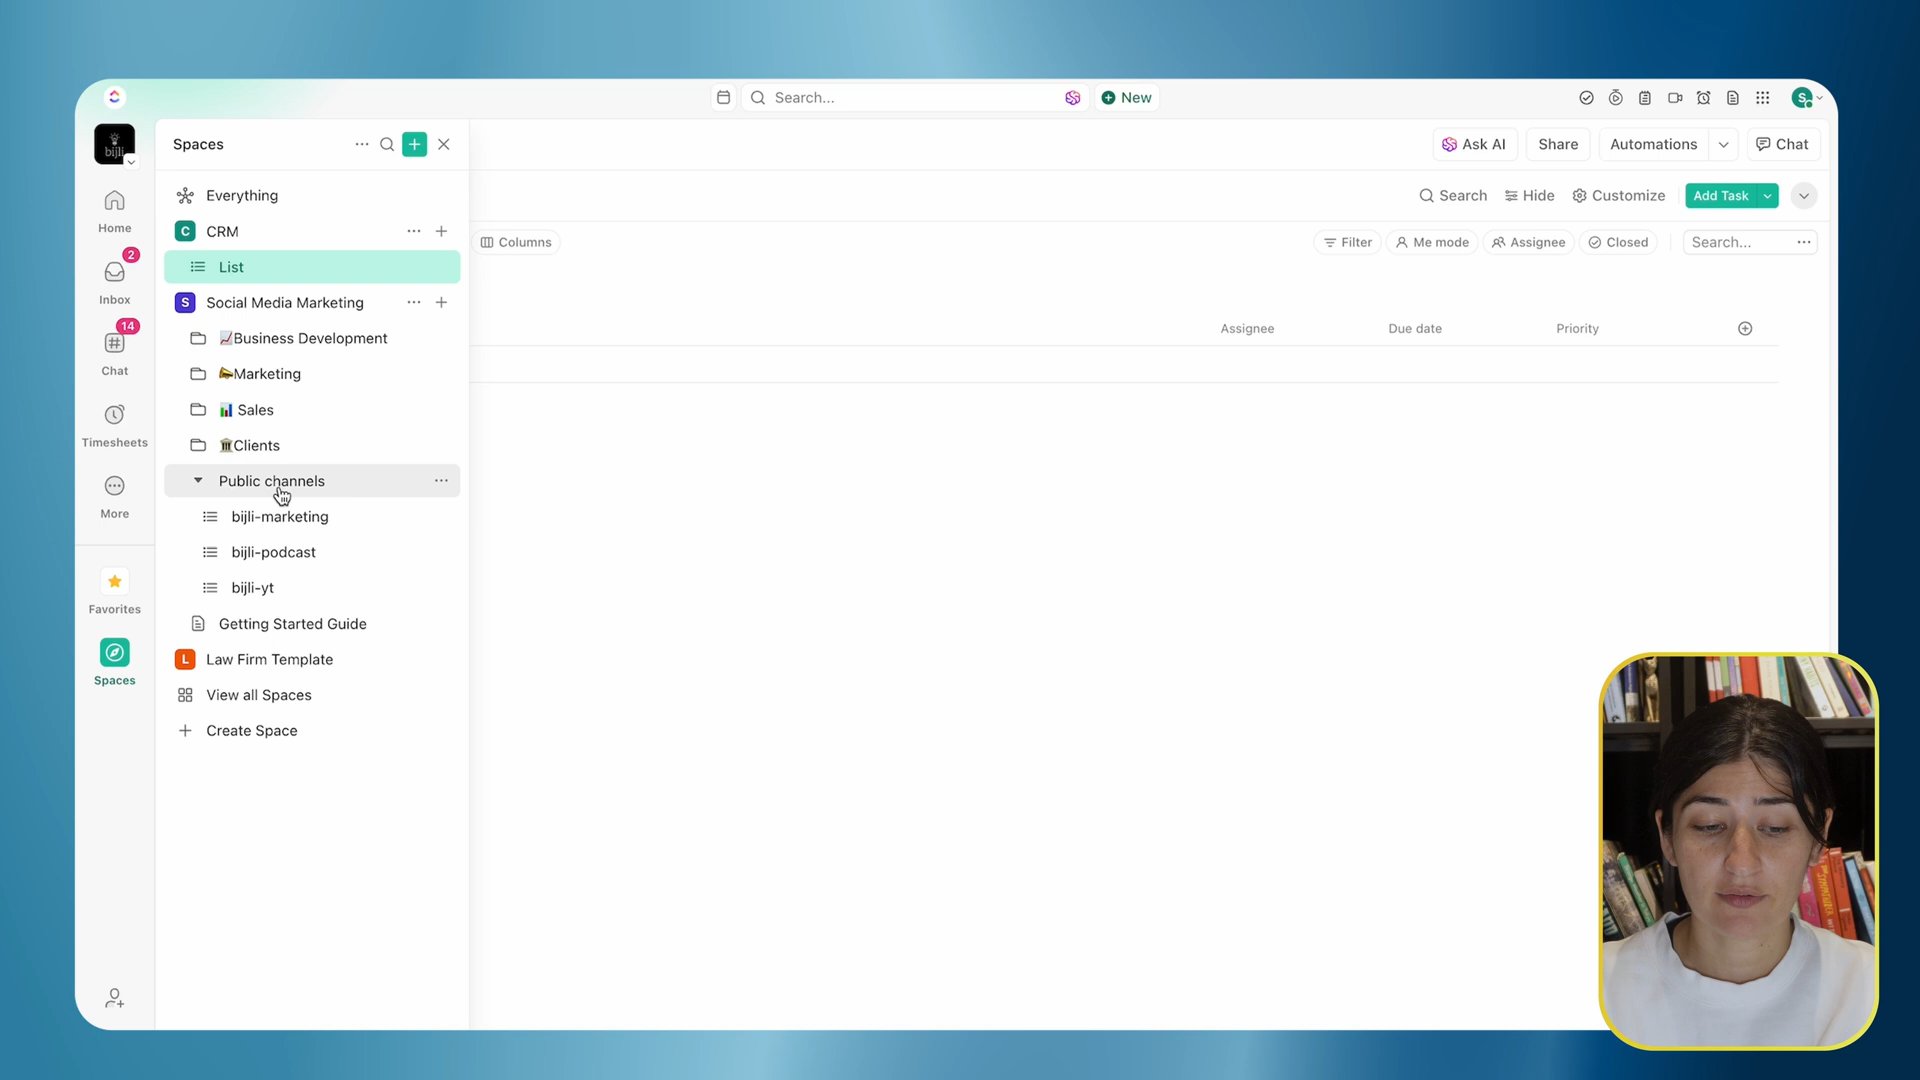 Search...
New
S
bijli
Spaces
Ask AI
Share
Automations
Chat
Home
Everything
Search
Hide
Customize
Add Task
C
CRM
2
Inbox
List
Columns
Filter
Me mode
Assignee
Closed
Search...
S
Social Media Marketing
14
Chat
Business Development
Assignee
Due date
Priority
Marketing
Sales
Timesheets
Clients
Public channels
More
bijli-marketing
bijli-podcast
bijli-yt
Favorites
Getting Started Guide
Spaces
L
Law Firm Template
View all Spaces
Create Space